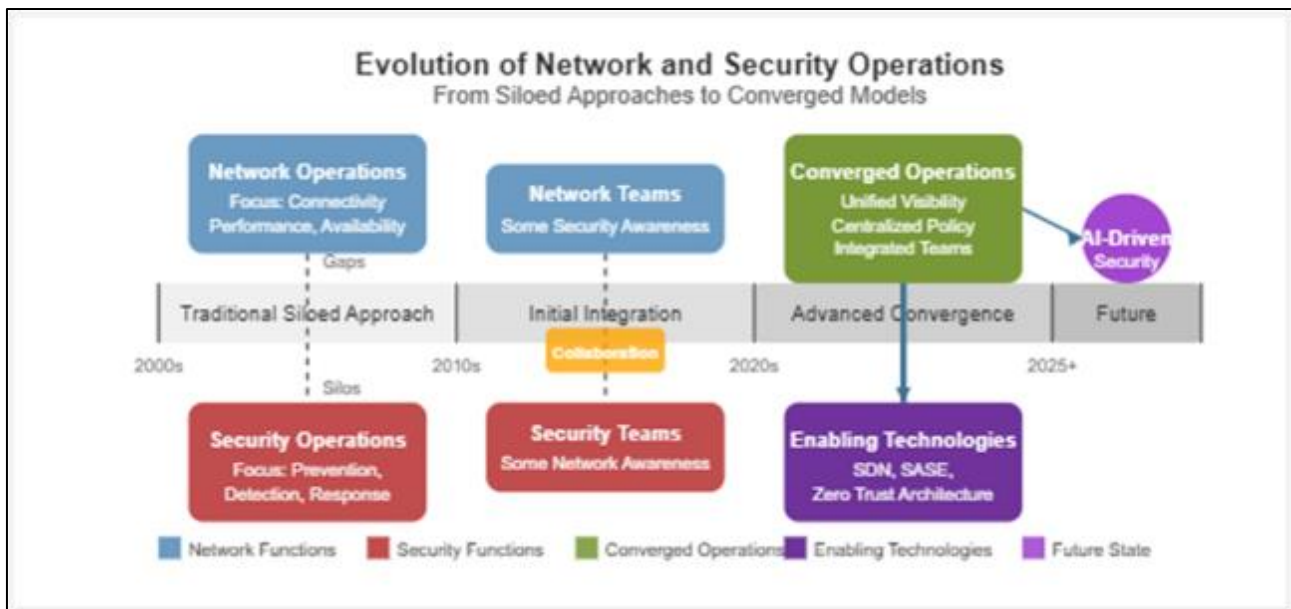 Evolution of Network and Security Operations
From Siloed Approaches to Converged Models
Network Operations
Focus: Connectivity
Performance, Availability
Network Teams
Some Security Awareness
Converged Operations
Unified Visibility
Centralized Policy
Integrated Teams
AI-Driven
Security
Gaps
Traditional Siloed Approach
Initial Integration
Advanced Convergence
Future
Collaboration
2000s
2010s
2020s
2025+
Silos
Security Operations
Focus: Prevention,
Detection, Response
Security Teams
Some Network Awareness
Enabling Technologies
SDN, SASE,
Zero Trust Architecture
Network Functions
Security Functions
Converged Operations
Enabling Technologies
Future State